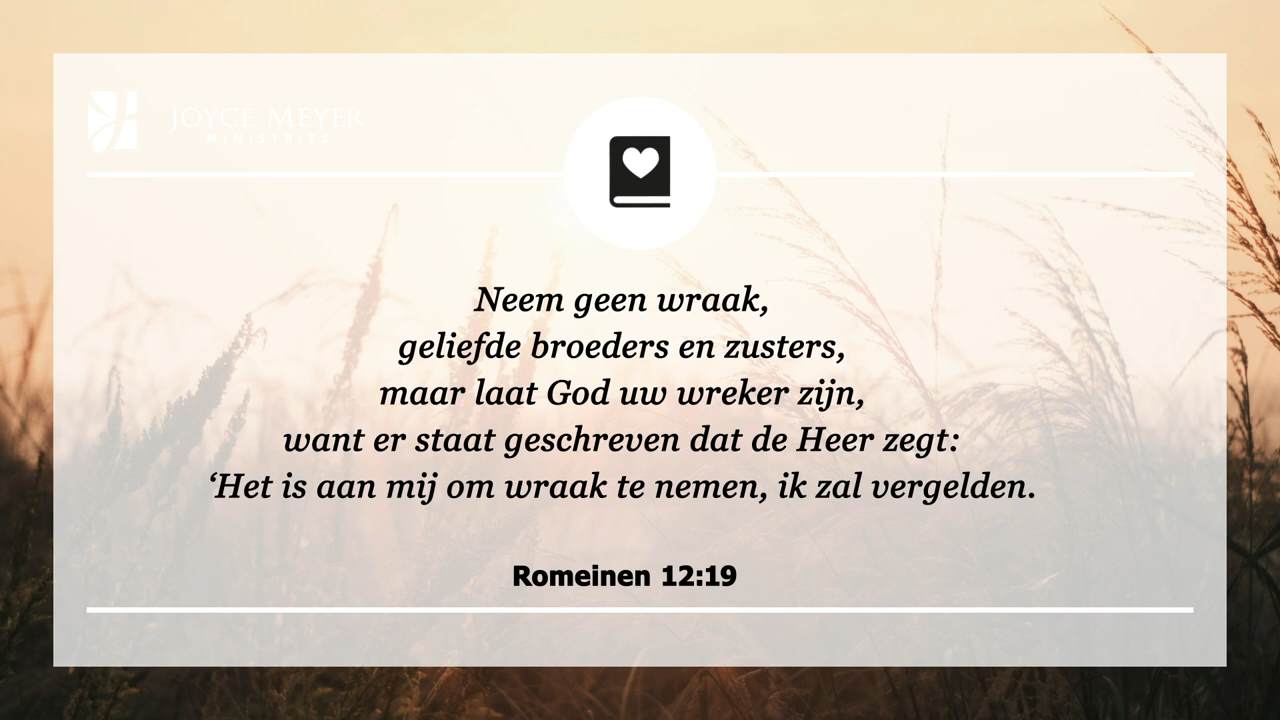 JOYCE MEYER
MINISTRIES
Neem geen wraak,
geliefde broeders en zusters,
maar laat God uw wreker zijn,
want er staat geschreven dat de Heer zegt:
‘Het is aan mij om wraak te nemen, ik zal vergelden.
Romeinen 12:19